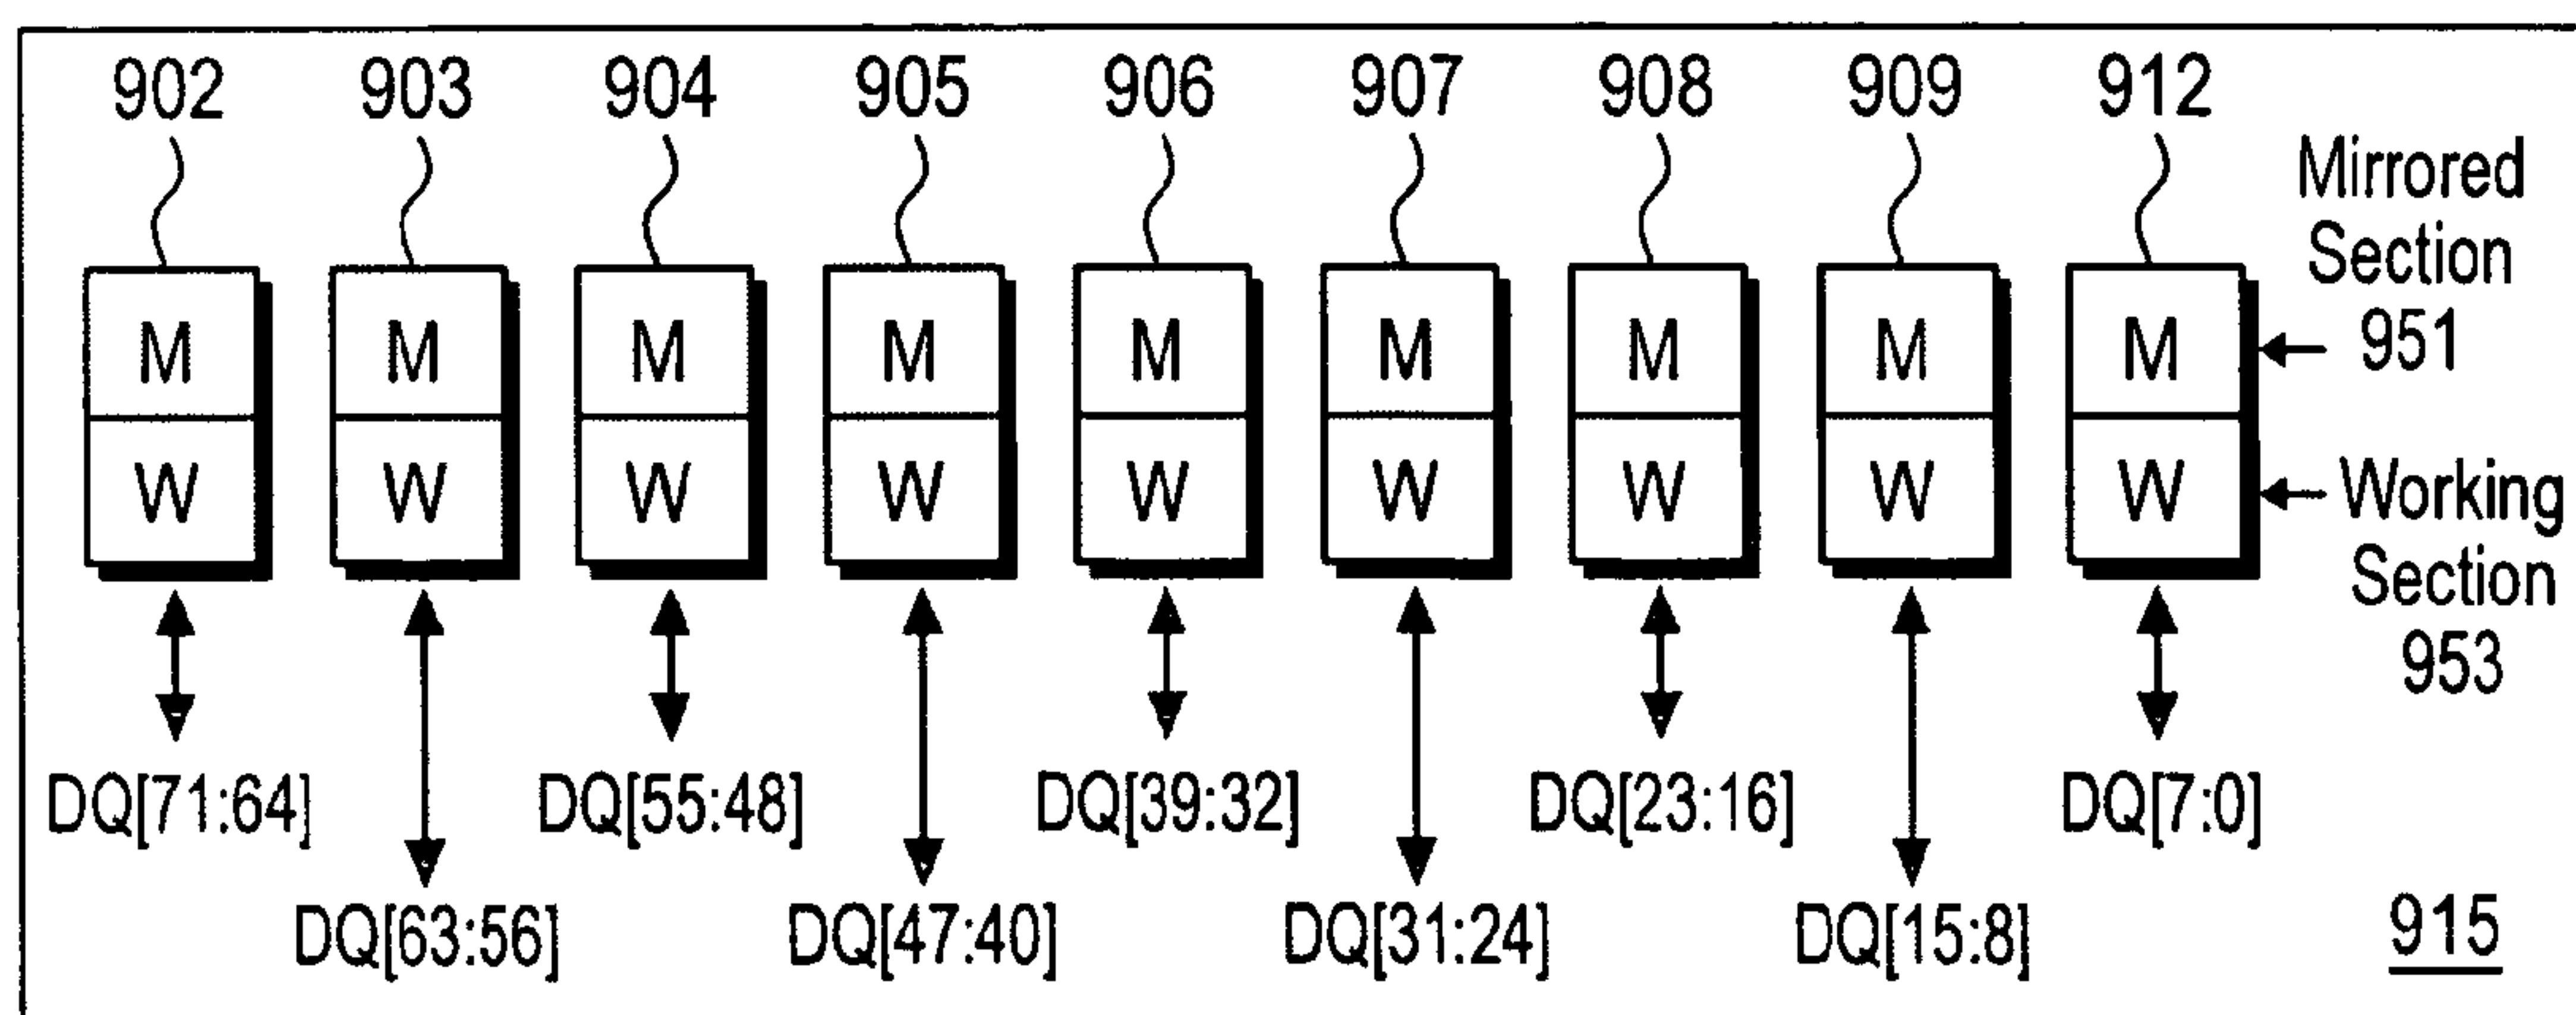 902 903 904 905 906 907 908 909 912
Mirrored
Section
951
M M M M M M M M M
W W W W W W W W W
Working
Section
953
DQ[71:64] DQ[55:48] DQ[39:32] DQ[23:16] DQ[7:0]
DQ[63:56] DQ[47:40] DQ[31:24] DQ[15:8]
915